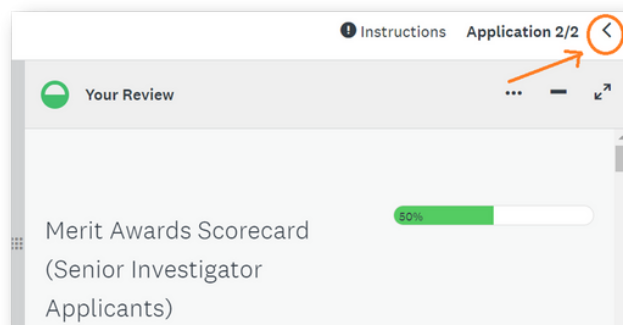 Instructions Application 2/2
Your Review
50%
Merit Awards Scorecard
(Senior Investigator
Applicants)